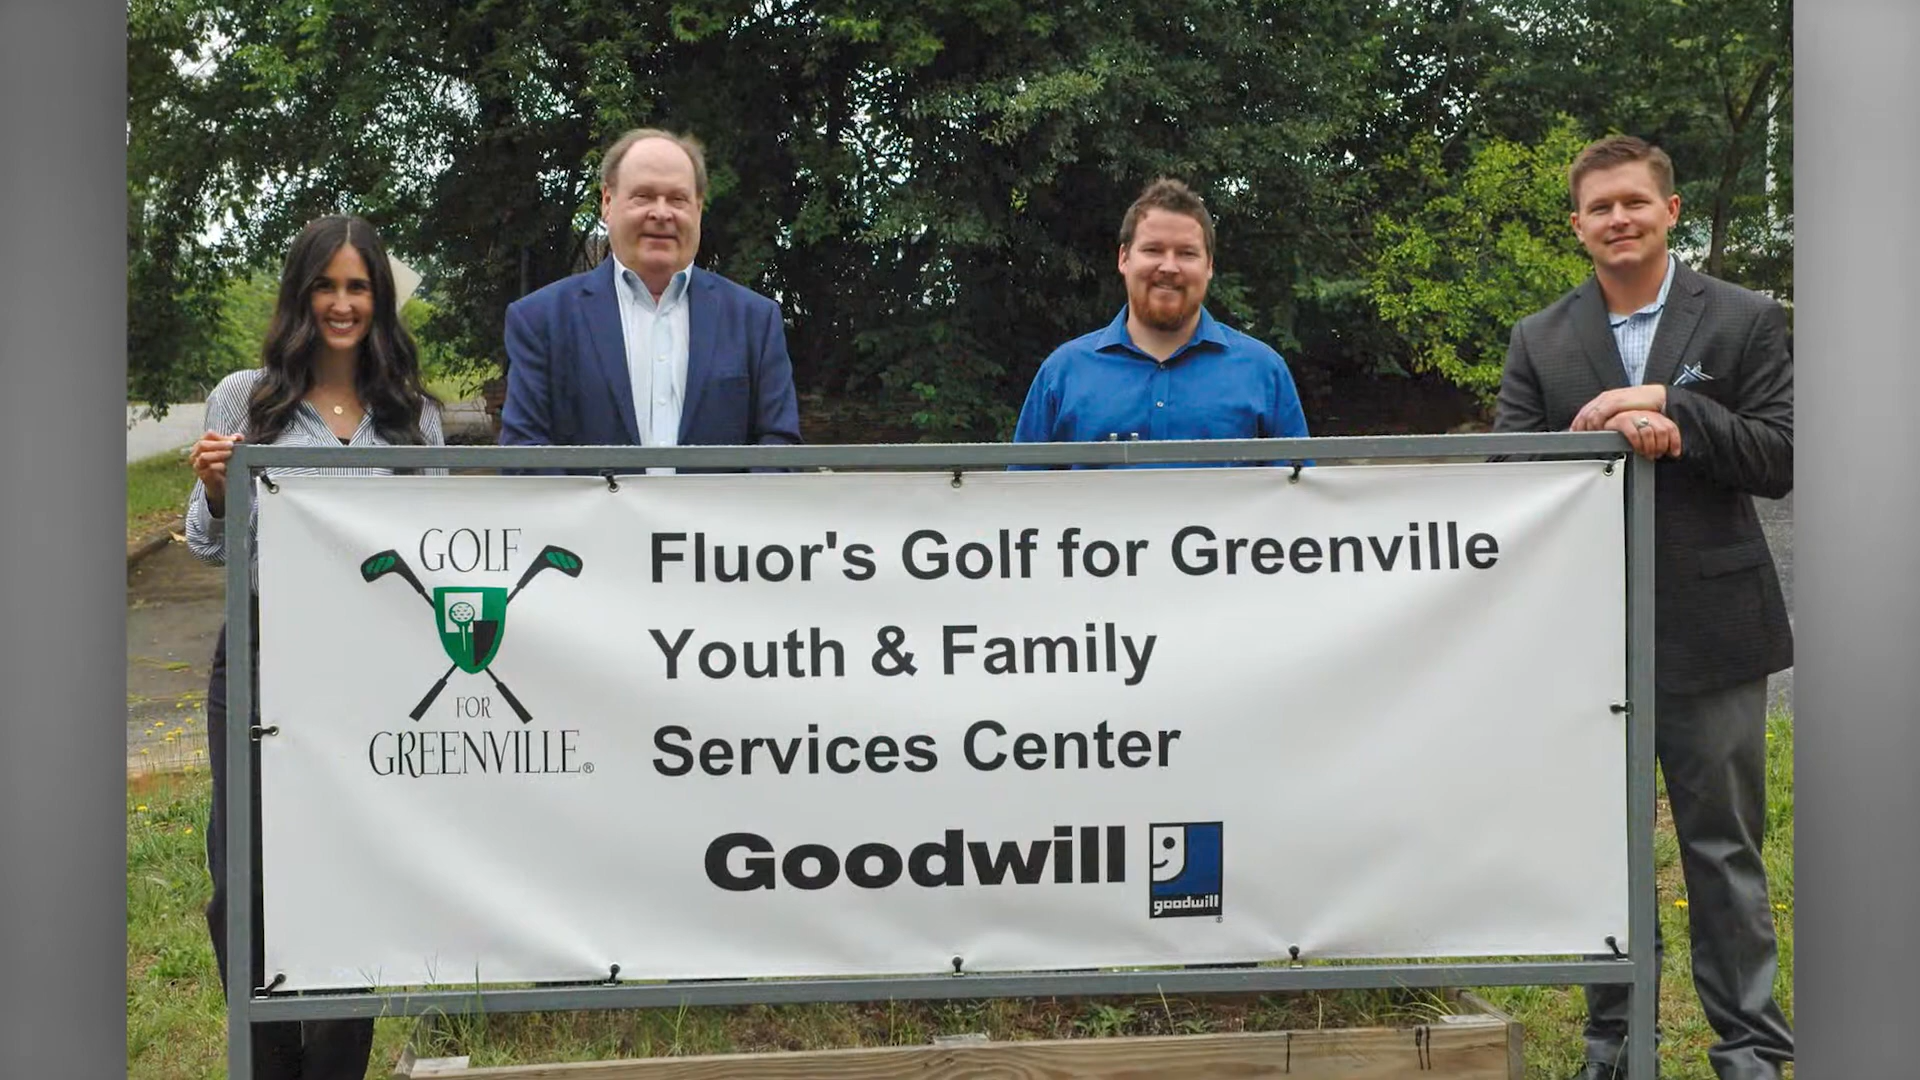 GOLF
FOR
GREENVILLE®
Fluor's Golf for Greenville
Youth & Family
Services Center
Goodwill
goodwill®